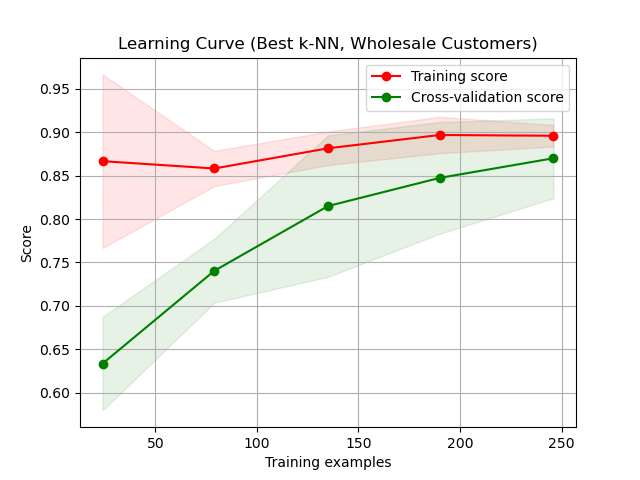 Learning Curve (Best k-NN, Wholesale Customers)
Training score
Cross-validation score
Score
0.95
0.90
0.85
0.80
0.75
0.70
0.65
0.60
50 100 150 200 250
Training examples